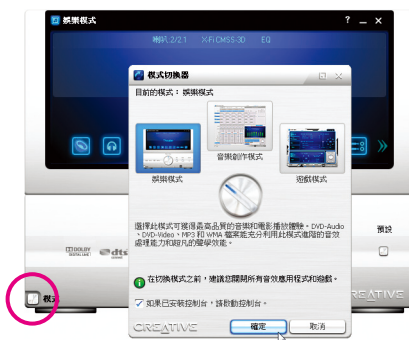 娛樂模式
? _ ×
喇叭:2/2.1 X-Fi CMSS-3D EQ
模式切換器
目前的模式： 娛樂模式
音樂創作模式
娛樂模式
遊戲模式
選擇此模式可獲得最高品質的音樂和電影播放體驗。DVD-Audio
、DVD-Video、MP3 和 WMA 檔案能充分利用此模式進階的音效
處理能力和超凡的聲學效能。
預設
DOLBY
DIGITAL LIVE
dts
在切換模式之前，建議您關閉所有音效應用程式和遊戲。
模式
如果已安裝控制台，請啟動控制台。
CREATIVE
確定
取消
REATIVE